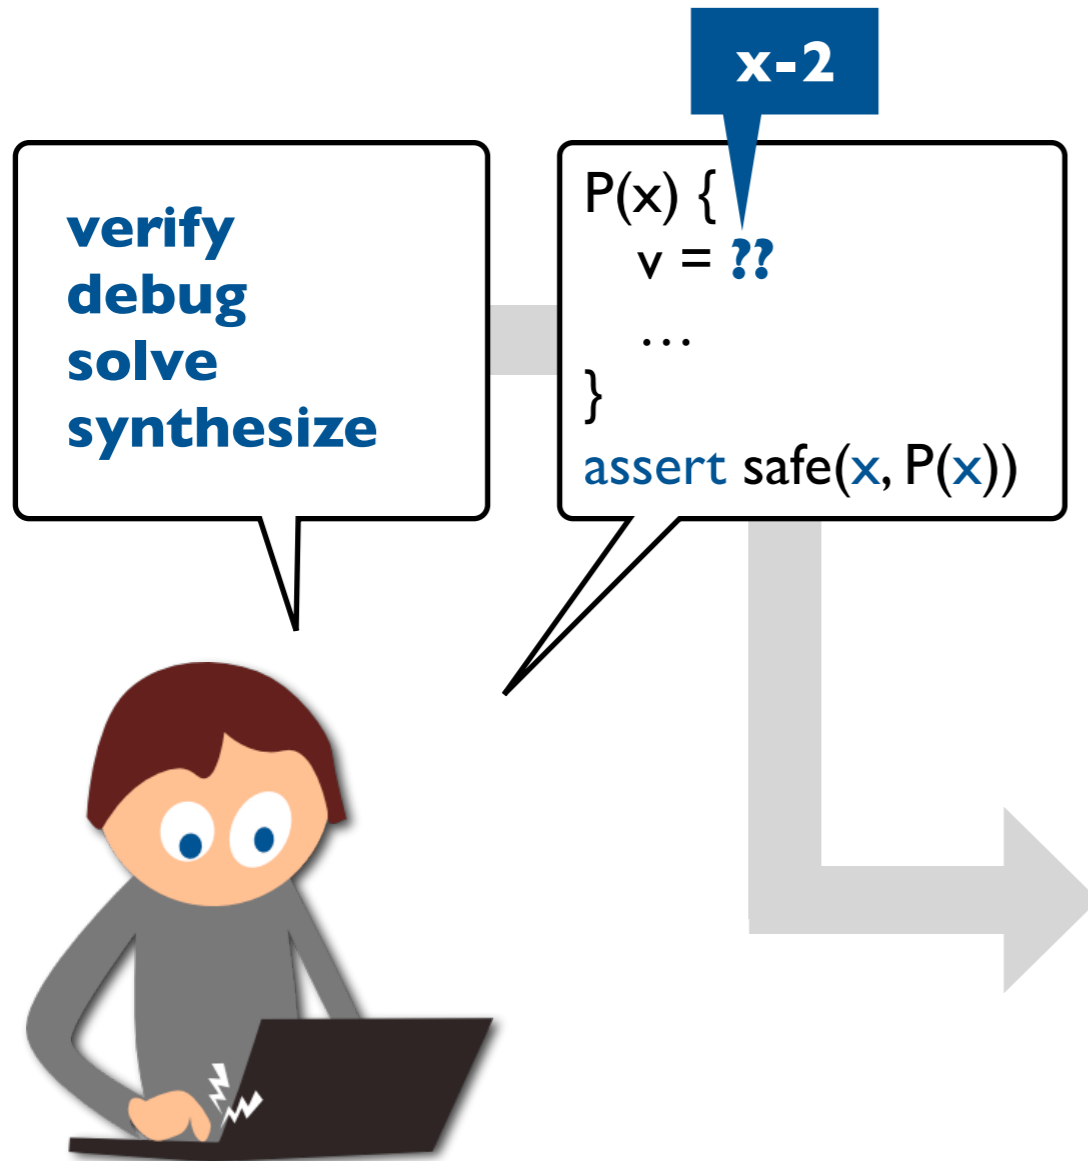 x-2
verify
debug
solve
synthesize
P(x) {
v = ??
...
}
assert safe(x, P(x))